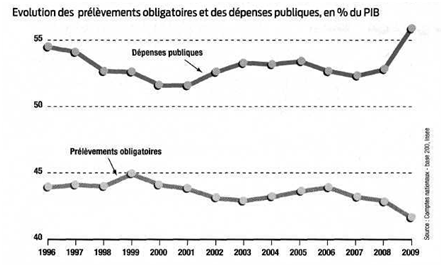 Evolution des prélèvements obligatoires et des dépenses publiques, en % du PIB
55
Dépenses publiques
50
Prélèvements obligatoires
45
40
1996 1997 1998 1999 2000 2001 2002 2003 2004 2005 2006 2007 2008 2009
Source : Comptes nationaux - base 200, Insee